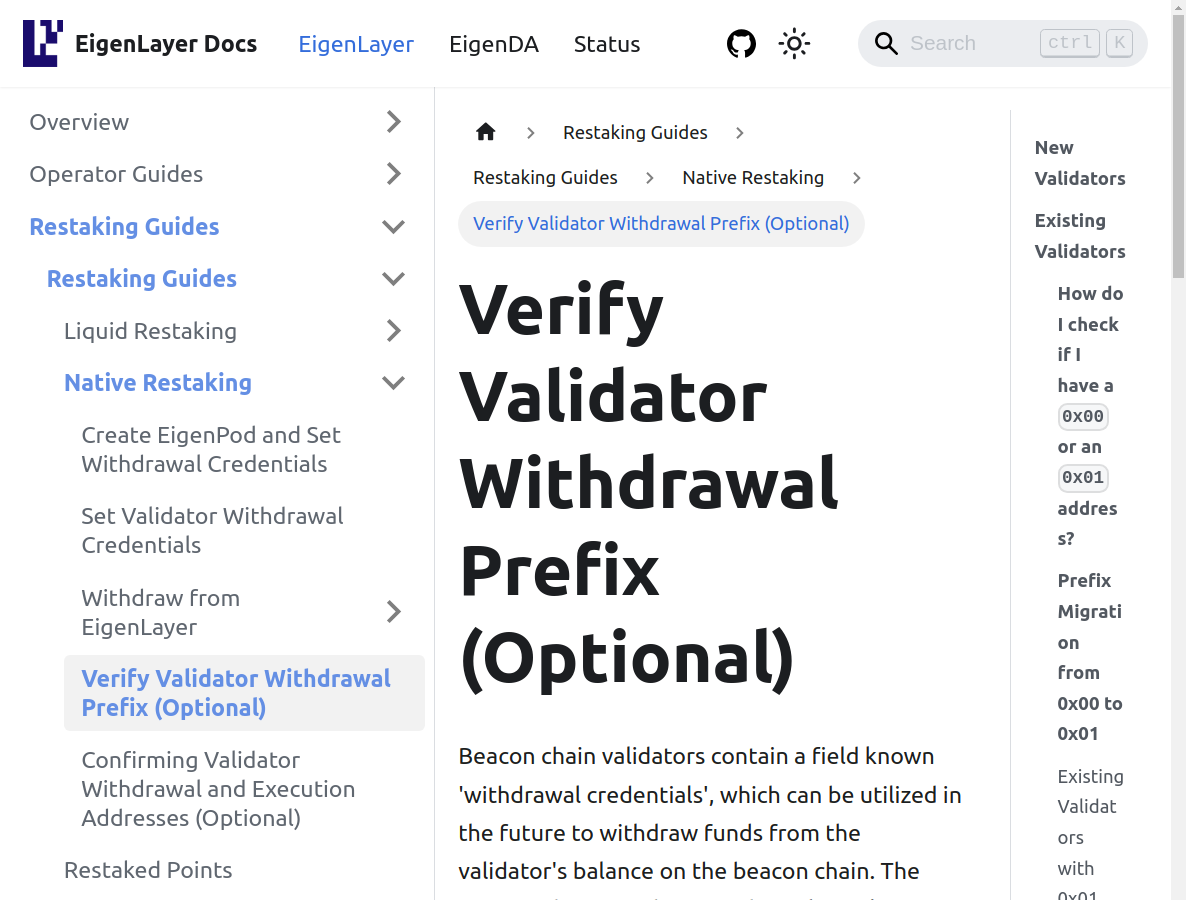 EigenLayer Docs
EigenLayer
EigenDA
Status
Search
ctrl
K
Overview
Operator Guides
Restaking Guides
Restaking Guides
Liquid Restaking
Native Restaking
Create EigenPod and Set
Withdrawal Credentials
Set Validator Withdrawal
Credentials
Withdraw from
EigenLayer
Verify Validator Withdrawal
Prefix (Optional)
Confirming Validator
Withdrawal and Execution
Addresses (Optional)
Restaked Points
Restaking Guides
Restaking Guides
Native Restaking
Verify Validator Withdrawal Prefix (Optional)
Verify
Validator
Withdrawal
Prefix
(Optional)
Beacon chain validators contain a field known
'withdrawal credentials', which can be utilized in
the future to withdraw funds from the
validator's balance on the beacon chain. The
New
Validators
Existing
Validators
How do
I check
if I
have a
0x00
or an
0x01
addres
s?
Prefix
Migrati
on
from
0x00 to
0x01
Existing
Validat
ors
with
0x01